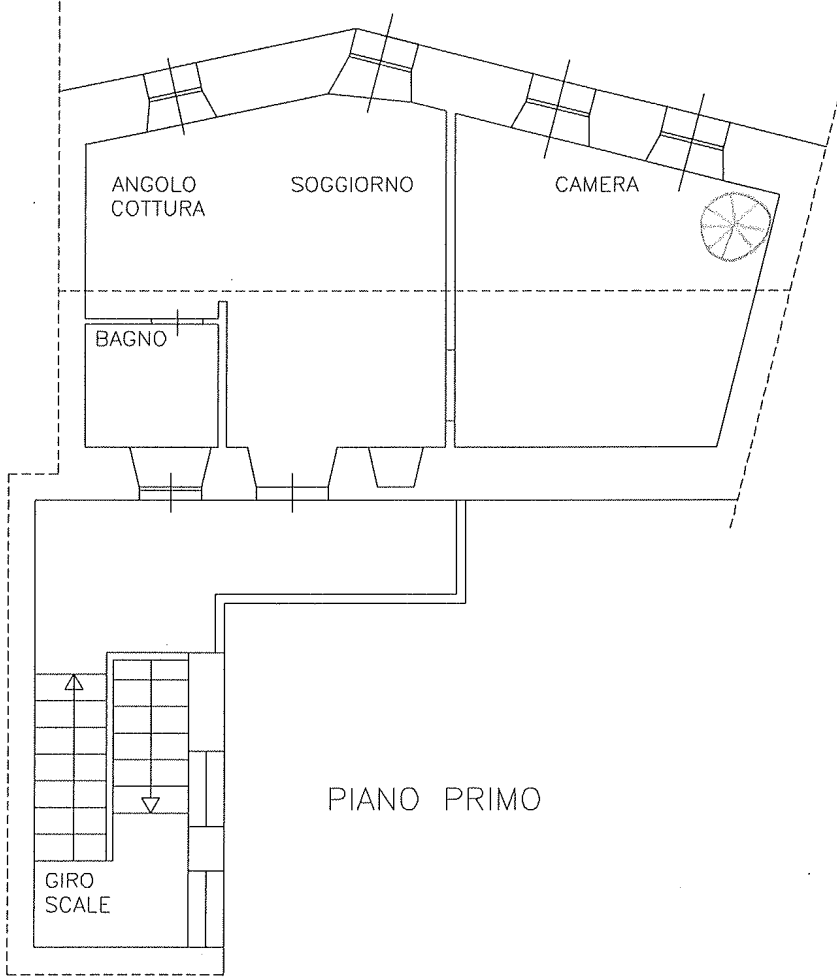 ANGOLO
COTTURA
SOGGIORNO
CAMERA
BAGNO
PIANO PRIMO
GIRO
SCALE